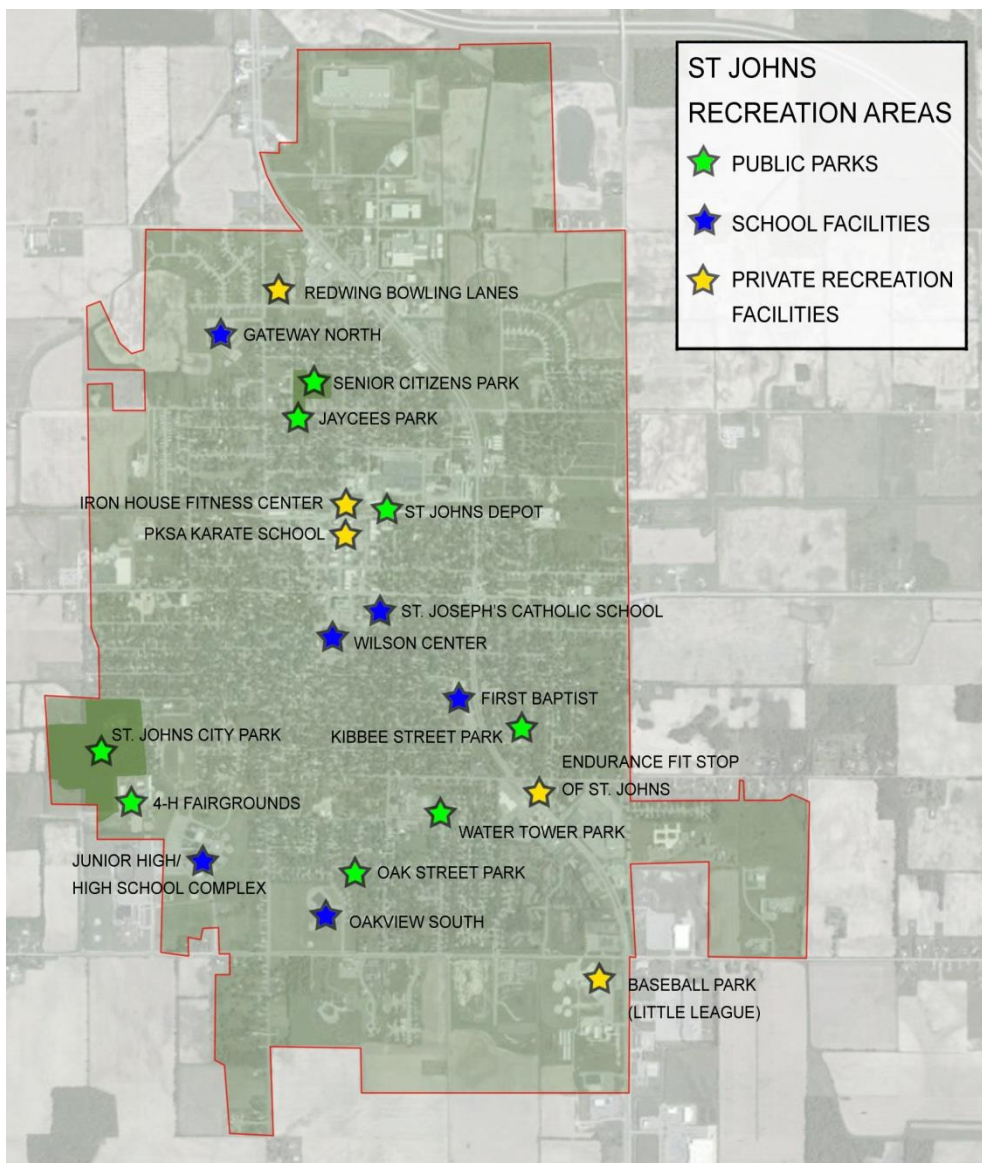 ST JOHNS
RECREATION AREAS
PUBLIC PARKS
SCHOOL FACILITIES
PRIVATE RECREATION
FACILITIES
REDWING BOWLING LANES
GATEWAY NORTH
SENIOR CITIZENS PARK
JAYCEES PARK
IRON HOUSE FITNESS CENTER
ST JOHNS DEPOT
PKSA KARATE SCHOOL
ST. JOSEPH'S CATHOLIC SCHOOL
WILSON CENTER
FIRST BAPTIST
KIBBEE STREET PARK
ST. JOHNS CITY PARK
ENDURANCE FIT STOP
OF ST. JOHNS
4-H FAIRGROUNDS
WATER TOWER PARK
JUNIOR HIGH/
HIGH SCHOOL COMPLEX
OAK STREET PARK
OAKVIEW SOUTH
BASEBALL PARK
(LITTLE LEAGUE)